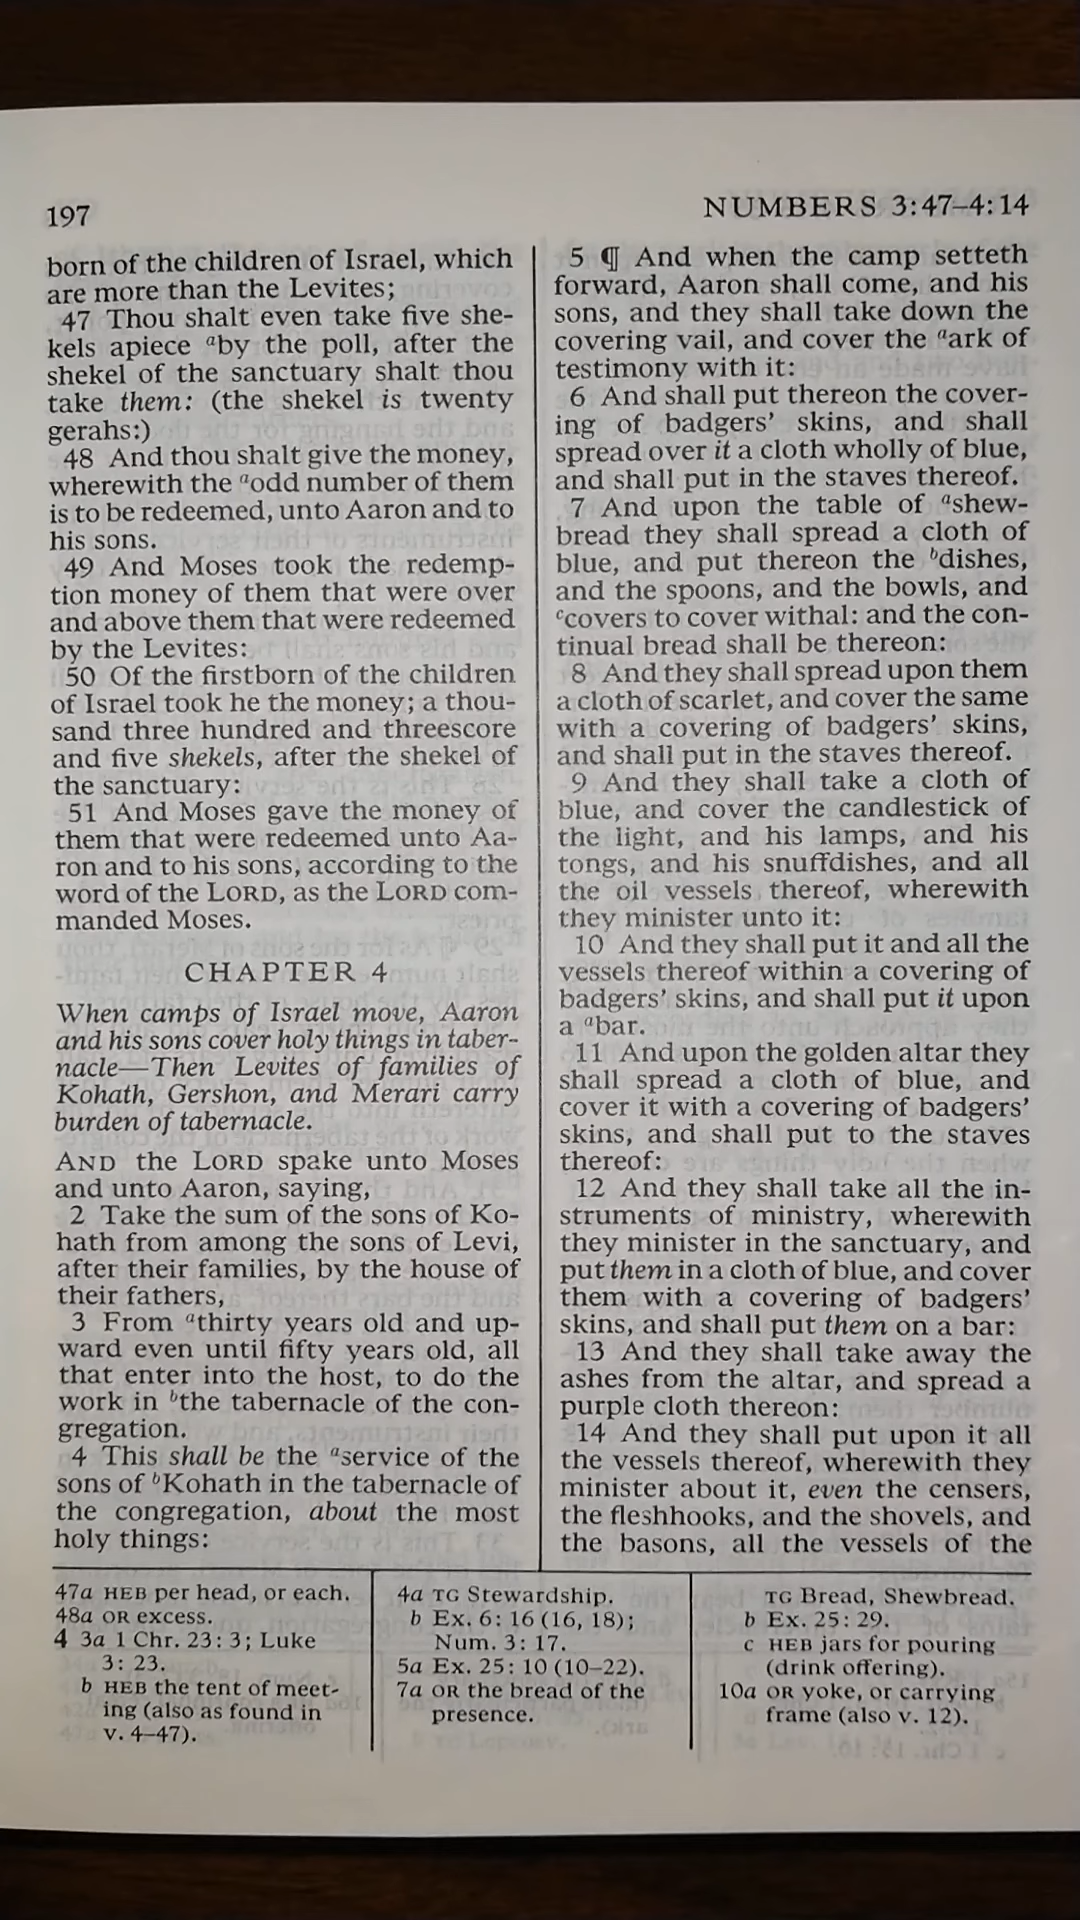 197
NUMBERS 3:47–4:14
born of the children of Israel, which
are more than the Levites;
47 Thou shalt even take five she-
kels apiece ᵃby the poll, after the
shekel of the sanctuary shalt thou
take them: (the shekel is twenty
gerahs:)
48 And thou shalt give the money,
wherewith the ᵃodd number of them
is to be redeemed, unto Aaron and to
his sons.
49 And Moses took the redemp-
tion money of them that were over
and above them that were redeemed
by the Levites:
50 Of the firstborn of the children
of Israel took he the money; a thou-
sand three hundred and threescore
and five shekels, after the shekel of
the sanctuary:
51 And Moses gave the money of
them that were redeemed unto Aa-
ron and to his sons, according to the
word of the LORD, as the LORD com-
manded Moses.
CHAPTER 4
When camps of Israel move, Aaron
and his sons cover holy things in taber-
nacle—Then Levites of families of
Kohath, Gershon, and Merari carry
burden of tabernacle.
AND the LORD spake unto Moses
and unto Aaron, saying,
2 Take the sum of the sons of Ko-
hath from among the sons of Levi,
after their families, by the house of
their fathers,
3 From ᵃthirty years old and up-
ward even until fifty years old, all
that enter into the host, to do the
work in ᵇthe tabernacle of the con-
gregation.
4 This shall be the ᵃservice of the
sons of ᵇKohath in the tabernacle of
the congregation, about the most
holy things:
5 ¶ And when the camp setteth
forward, Aaron shall come, and his
sons, and they shall take down the
covering vail, and cover the ᵃark of
testimony with it:
6 And shall put thereon the cover-
ing of badgers’ skins, and shall
spread over it a cloth wholly of blue,
and shall put in the staves thereof.
7 And upon the table of ᵃshew-
bread they shall spread a cloth of
blue, and put thereon the ᵇdishes,
and the spoons, and the bowls, and
ᶜcovers to cover withal: and the con-
tinual bread shall be thereon:
8 And they shall spread upon them
a cloth of scarlet, and cover the same
with a covering of badgers’ skins,
and shall put in the staves thereof.
9 And they shall take a cloth of
blue, and cover the candlestick of
the light, and his lamps, and his
tongs, and his snuffdishes, and all
the oil vessels thereof, wherewith
they minister unto it:
10 And they shall put it and all the
vessels thereof within a covering of
badgers’ skins, and shall put it upon
a ᵃbar.
11 And upon the golden altar they
shall spread a cloth of blue, and
cover it with a covering of badgers’
skins, and shall put to the staves
thereof:
12 And they shall take all the in-
struments of ministry, wherewith
they minister in the sanctuary, and
put them in a cloth of blue, and cover
them with a covering of badgers’
skins, and shall put them on a bar:
13 And they shall take away the
ashes from the altar, and spread a
purple cloth thereon:
14 And they shall put upon it all
the vessels thereof, wherewith they
minister about it, even the censers,
the fleshhooks, and the shovels, and
the basons, all the vessels of the
47a HEB per head, or each.
48a OR excess.
4 3a 1 Chr. 23: 3; Luke
3: 23.
b HEB the tent of meet-
ing (also as found in
v. 4–47).
4a TG Stewardship.
b Ex. 6: 16 (16, 18);
Num. 3: 17.
5a Ex. 25: 10 (10–22).
7a OR the bread of the
presence.
TG Bread, Shewbread.
b Ex. 25: 29.
c HEB jars for pouring
(drink offering).
10a OR yoke, or carrying
frame (also v. 12).